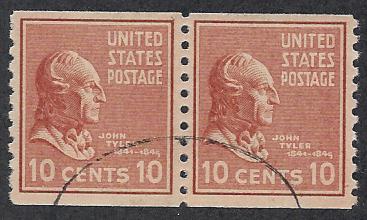 UNITED
STATES
POSTAGE
JOHN
TYLER
1841-1845
10 CENTS 10
UNITED
STATES
POSTAGE
JOHN
TYLER
1841-1845
10 CENTS 10